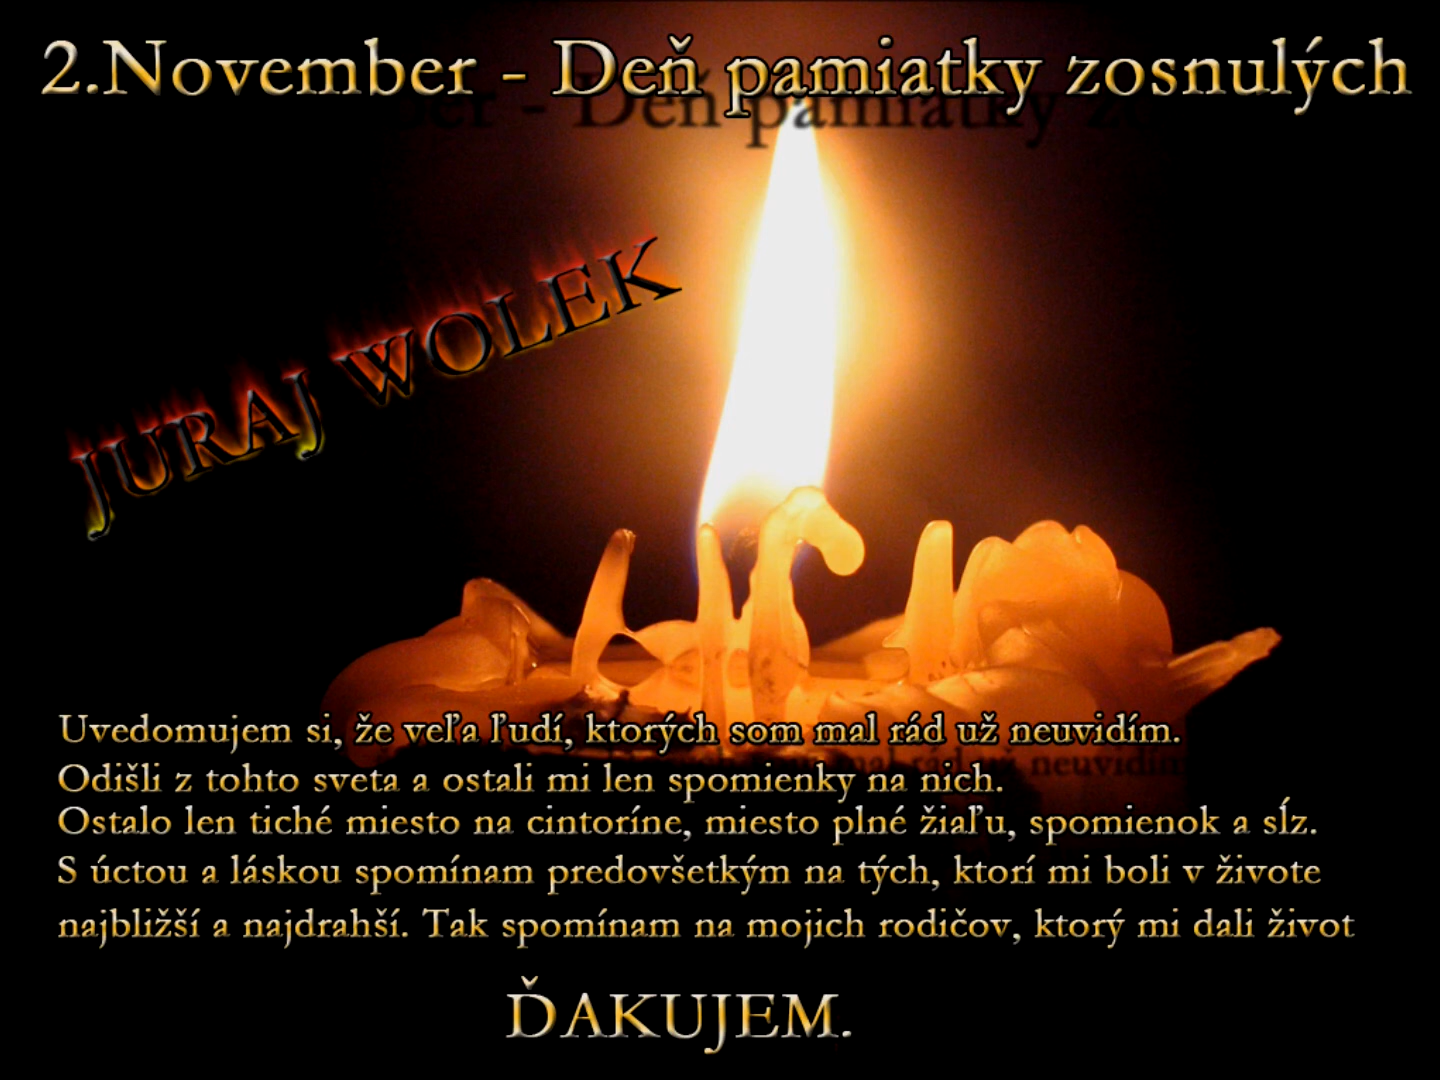 2.November - Deň pamiatky zosnulých
JURAJ WOLEK
Uvedomujem si, že veľa ľudí, ktorých som mal rád už neuvidím.
Odišli z tohto sveta a ostali mi len spomienky na nich.
Ostalo len tiché miesto na cintoríne, miesto plné žiaľu, spomienok a sĺz.
S úctou a láskou spomínam predovšetkým na tých, ktorí mi boli v živote
najbližší a najdrahší. Tak spomínam na mojich rodičov, ktorý mi dali život
ĎAKUJEM.